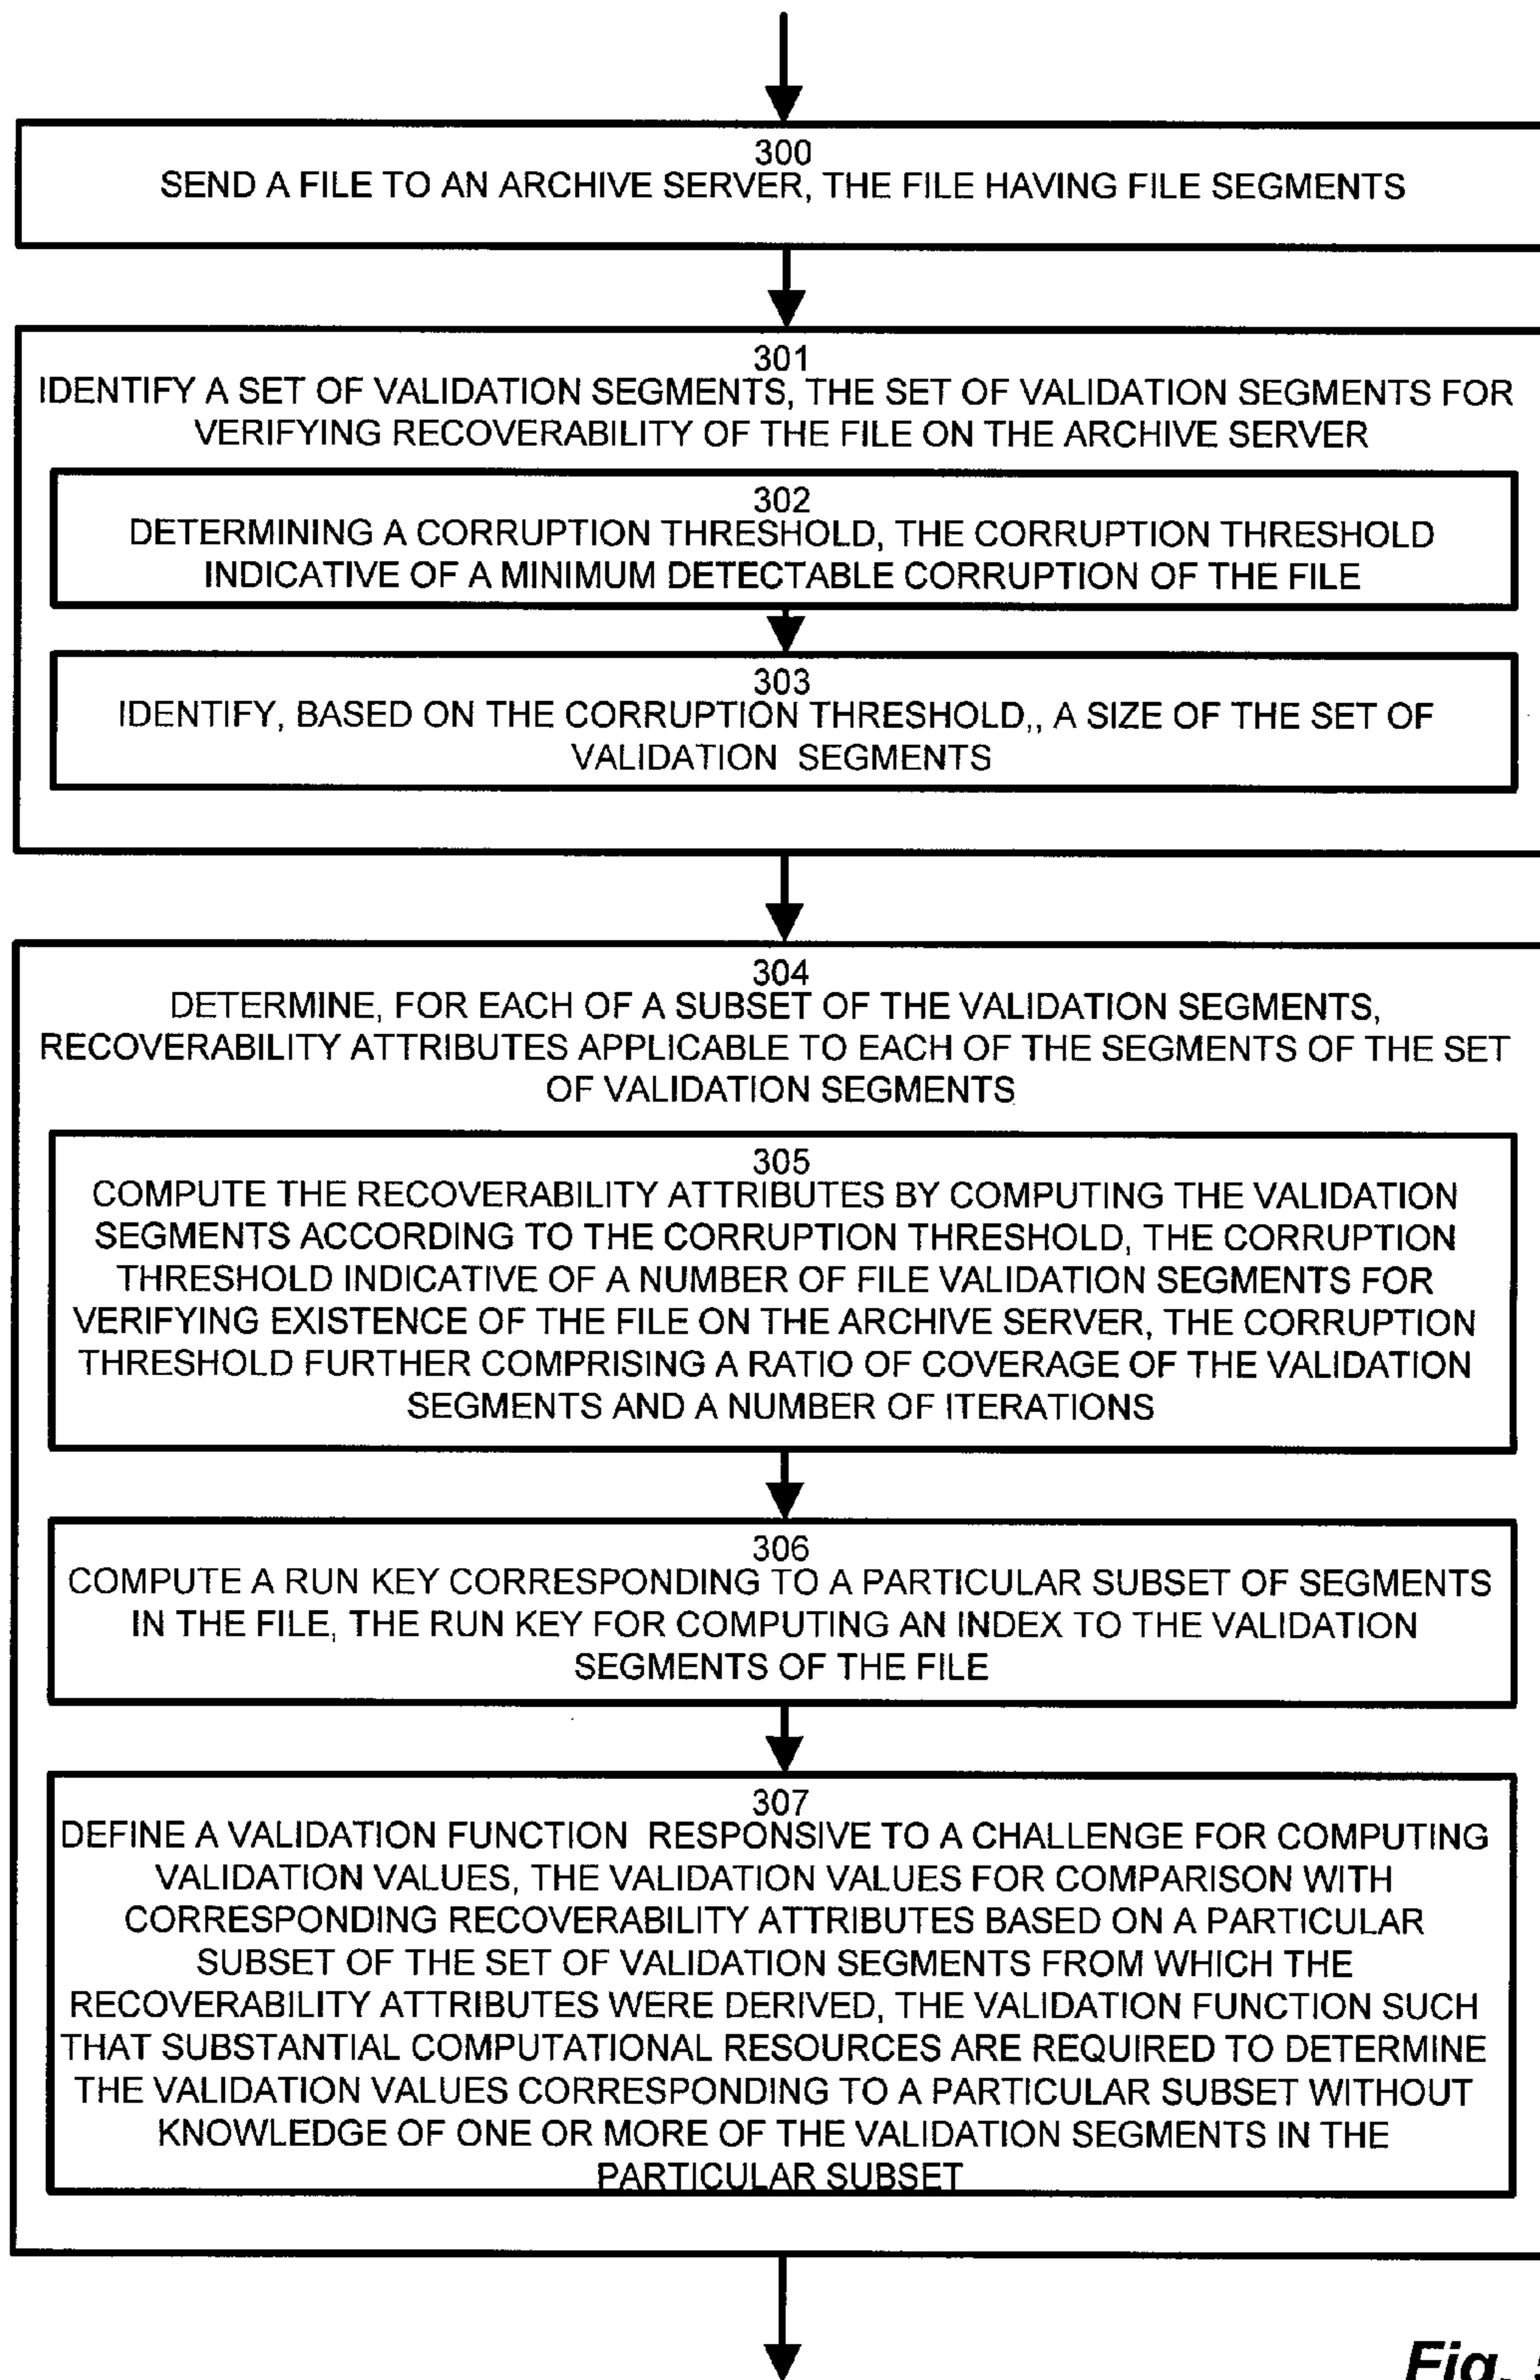 300
SEND A FILE TO AN ARCHIVE SERVER, THE FILE HAVING FILE SEGMENTS
301
IDENTIFY A SET OF VALIDATION SEGMENTS, THE SET OF VALIDATION SEGMENTS FOR
VERIFYING RECOVERABILITY OF THE FILE ON THE ARCHIVE SERVER
302
DETERMINING A CORRUPTION THRESHOLD, THE CORRUPTION THRESHOLD
INDICATIVE OF A MINIMUM DETECTABLE CORRUPTION OF THE FILE
303
IDENTIFY, BASED ON THE CORRUPTION THRESHOLD,, A SIZE OF THE SET OF
VALIDATION SEGMENTS
304
DETERMINE, FOR EACH OF A SUBSET OF THE VALIDATION SEGMENTS,
RECOVERABILITY ATTRIBUTES APPLICABLE TO EACH OF THE SEGMENTS OF THE SET
OF VALIDATION SEGMENTS
305
COMPUTE THE RECOVERABILITY ATTRIBUTES BY COMPUTING THE VALIDATION
SEGMENTS ACCORDING TO THE CORRUPTION THRESHOLD, THE CORRUPTION
THRESHOLD INDICATIVE OF A NUMBER OF FILE VALIDATION SEGMENTS FOR
VERIFYING EXISTENCE OF THE FILE ON THE ARCHIVE SERVER, THE CORRUPTION
THRESHOLD FURTHER COMPRISING A RATIO OF COVERAGE OF THE VALIDATION
SEGMENTS AND A NUMBER OF ITERATIONS
306
COMPUTE A RUN KEY CORRESPONDING TO A PARTICULAR SUBSET OF SEGMENTS
IN THE FILE, THE RUN KEY FOR COMPUTING AN INDEX TO THE VALIDATION
SEGMENTS OF THE FILE
307
DEFINE A VALIDATION FUNCTION RESPONSIVE TO A CHALLENGE FOR COMPUTING
VALIDATION VALUES, THE VALIDATION VALUES FOR COMPARISON WITH
CORRESPONDING RECOVERABILITY ATTRIBUTES BASED ON A PARTICULAR
SUBSET OF THE SET OF VALIDATION SEGMENTS FROM WHICH THE
RECOVERABILITY ATTRIBUTES WERE DERIVED, THE VALIDATION FUNCTION SUCH
THAT SUBSTANTIAL COMPUTATIONAL RESOURCES ARE REQUIRED TO DETERMINE
THE VALIDATION VALUES CORRESPONDING TO A PARTICULAR SUBSET WITHOUT
KNOWLEDGE OF ONE OR MORE OF THE VALIDATION SEGMENTS IN THE
PARTICULAR SUBSET
Fig.